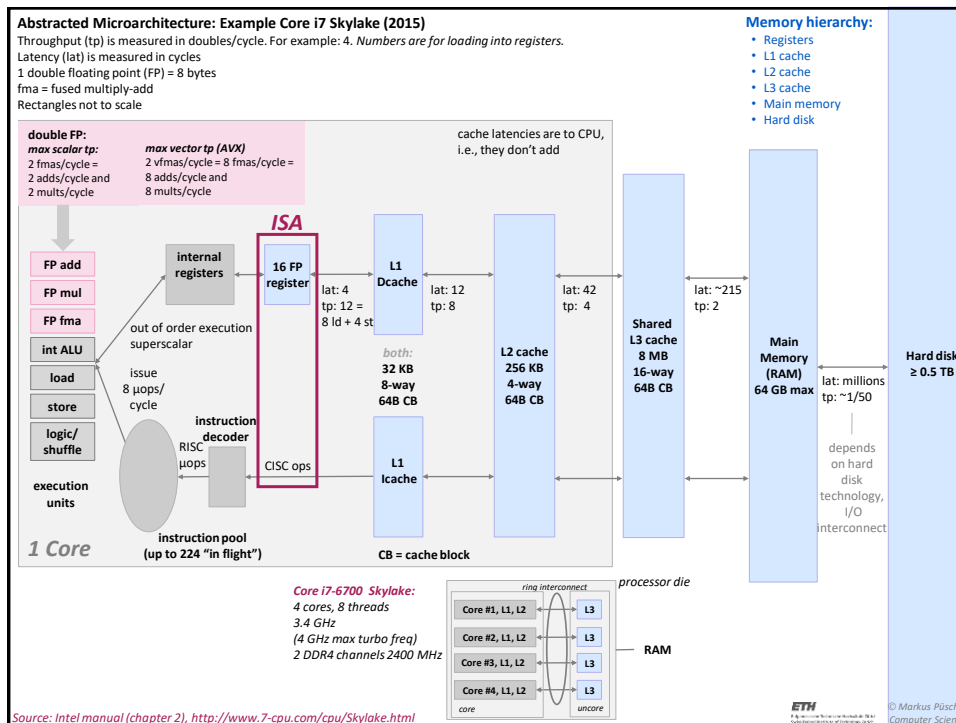 Abstracted Microarchitecture: Example Core i7 Skylake (2015)
Throughput (tp) is measured in doubles/cycle. For example: 4. Numbers are for loading into registers.
Latency (lat) is measured in cycles
1 double floating point (FP) = 8 bytes
fma = fused multiply-add
Rectangles not to scale
Memory hierarchy:
• Registers
• L1 cache
• L2 cache
• L3 cache
• Main memory
• Hard disk
double FP:
max scalar tp:
2 fmas/cycle =
2 adds/cycle and
2 mults/cycle
max vector tp (AVX)
2 vfmas/cycle = 8 fmas/cycle =
8 adds/cycle and
8 mults/cycle
cache latencies are to CPU,
i.e., they don't add
ISA
FP add
FP mul
FP fma
int ALU
load
store
logic/
shuffle
execution
units
internal
registers
16 FP
register
out of order execution
superscalar
issue
8 μops/
cycle
instruction
decoder
RISC
μops
CISC ops
instruction pool
(up to 224 "in flight")
1 Core
lat: 4
tp: 12 =
8 ld + 4 st
L1
Dcache
both:
32 KB
8-way
64B CB
L1
Icache
CB = cache block
lat: 12
tp: 8
L2 cache
256 KB
4-way
64B CB
lat: 42
tp: 4
Shared
L3 cache
8 MB
16-way
64B CB
lat: ~215
tp: 2
Main
Memory
(RAM)
64 GB max
lat: millions
tp: ~1/50
depends
on hard
disk
technology,
I/O
interconnect
Hard disk
≥ 0.5 TB
Core i7-6700 Skylake:
4 cores, 8 threads
3.4 GHz
(4 GHz max turbo freq)
2 DDR4 channels 2400 MHz
ring interconnect
processor die
Core #1, L1, L2
L3
Core #2, L1, L2
L3
Core #3, L1, L2
L3
Core #4, L1, L2
L3
core
uncore
RAM
Source: Intel manual (chapter 2), http://www.7-cpu.com/cpu/Skylake.html
ETH
© Markus Püsch
Computer Scien